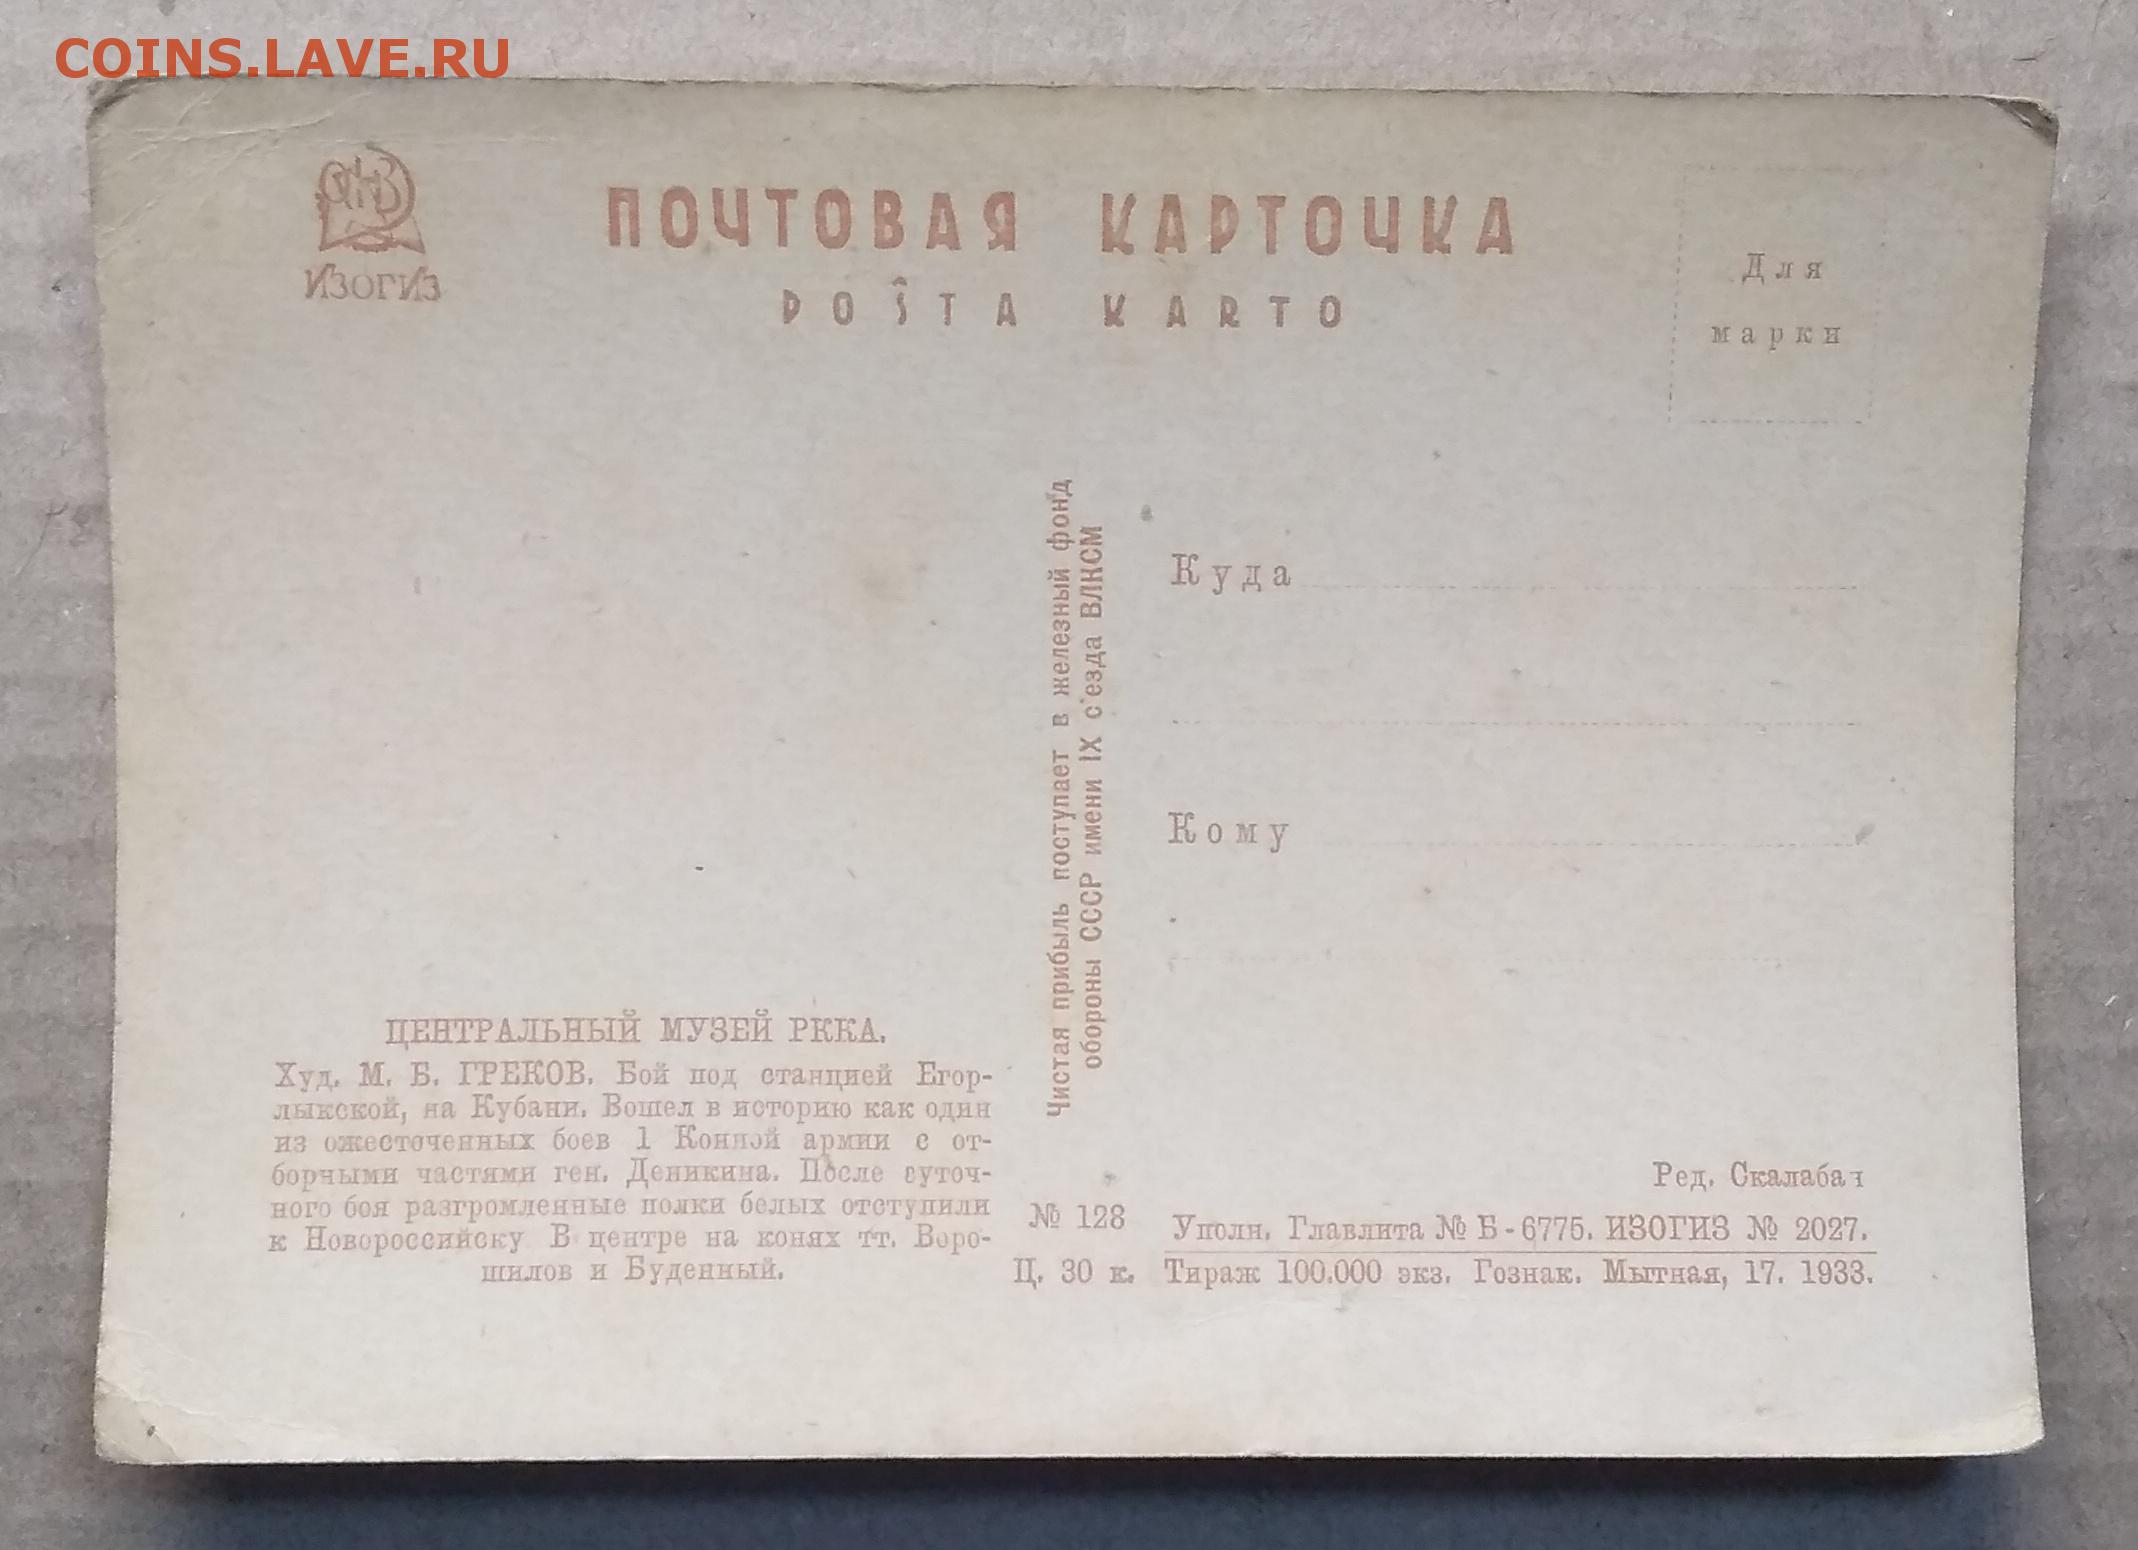 COINS.LAVE.RU
ИЗОГИЗ
ПОЧТОВАЯ КАРТОЧКА
POŜTA KARTO
Для
марки
Чистая прибыль поступает в железный фонд
обороны СССР имени IX с'езда ВЛКСМ
Куда
Кому
ЦЕНТРАЛЬНЫЙ МУЗЕЙ РККА.
Худ. М. Б. ГРЕКОВ. Бой под станцией Егор-
лыкской, на Кубани. Вошел в историю как один
из ожесточенных боев 1 Конной армии с от-
борными частями ген. Деникина. После суточ-
ного боя разгромленные полки белых отступили
к Новороссийску В центре на конях тт. Воро-
шилов и Буденный.
№ 128
Ц. 30 к.
Ред. Скалабан
Уполн. Главлита № Б-6775. ИЗОГИЗ № 2027.
Тираж 100.000 экз. Гознак. Мытная, 17. 1933.